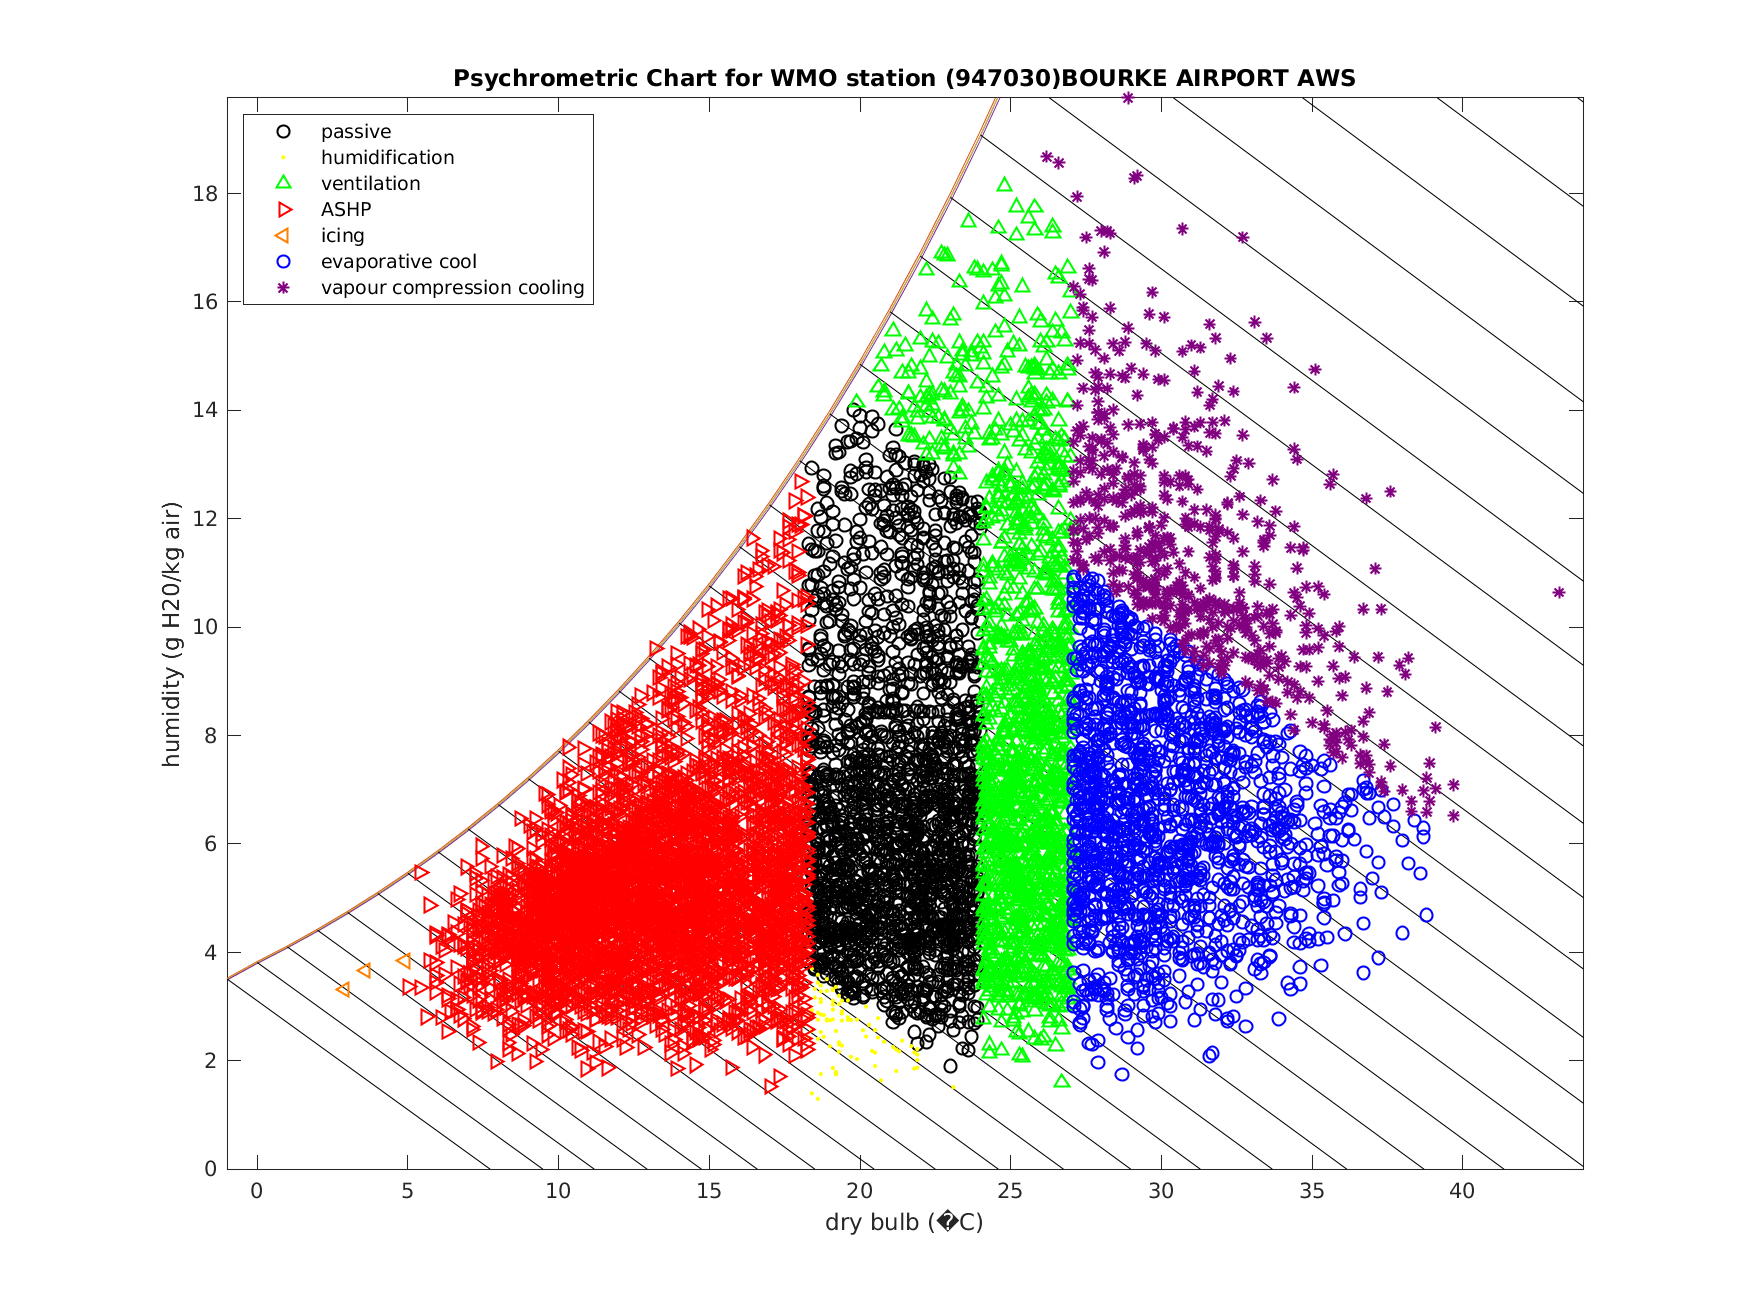 Psychrometric Chart for WMO station (947030)BOURKE AIRPORT AWS
passive
humidification
ventilation
ASHP
icing
evaporative cool
vapour compression cooling
humidity (g H20/kg air)
18
16
14
12
10
8
6
4
2
0
0 5 10 15 20 25 30 35 40
dry bulb (�C)